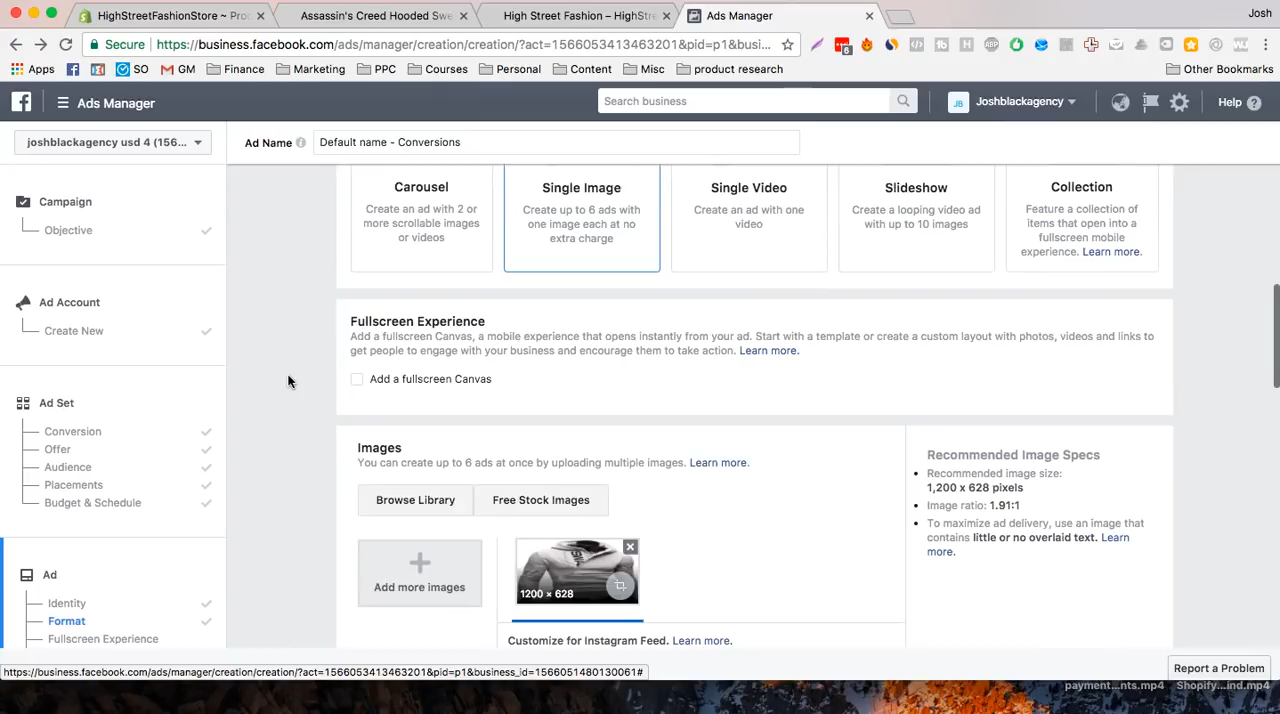 HighStreetFashionStore ~ Pro
Assassin's Creed Hooded Swe
High Street Fashion – HighStre
Ads Manager
Josh
Secure
https://business.facebook.com/ads/manager/creation/creation/?act=1566053413463201&pid=p1&busi...
6
Apps
SO
GM
Finance
Marketing
PPC
Courses
Personal
Content
Misc
product research
Other Bookmarks
Ads Manager
Search business
JB
Joshblackagency
Help
joshblackagency usd 4 (156...
Ad Name
Default name - Conversions
Campaign
Objective
Ad Account
Create New
Ad Set
Conversion
Offer
Audience
Placements
Budget & Schedule
Ad
Identity
Format
Fullscreen Experience
Carousel
Create an ad with 2 or
more scrollable images
or videos
Single Image
Create up to 6 ads with
one image each at no
extra charge
Single Video
Create an ad with one
video
Slideshow
Create a looping video ad
with up to 10 images
Collection
Feature a collection of
items that open into a
fullscreen mobile
experience. Learn more.
Fullscreen Experience
Add a fullscreen Canvas, a mobile experience that opens instantly from your ad. Start with a template or create a custom layout with photos, videos and links to
get people to engage with your business and encourage them to take action. Learn more.
Add a fullscreen Canvas
Images
You can create up to 6 ads at once by uploading multiple images. Learn more.
Browse Library
Free Stock Images
Add more images
1200 × 628
Customize for Instagram Feed. Learn more.
Recommended Image Specs
Recommended image size:
1,200 x 628 pixels
Image ratio: 1.91:1
To maximize ad delivery, use an image that
contains little or no overlaid text. Learn
more.
https://business.facebook.com/ads/manager/creation/creation/?act=1566053413463201&pid=p1&business_id=1566051480130061#
Report a Problem
payment...nts.mp4
Shopify...ind.mp4